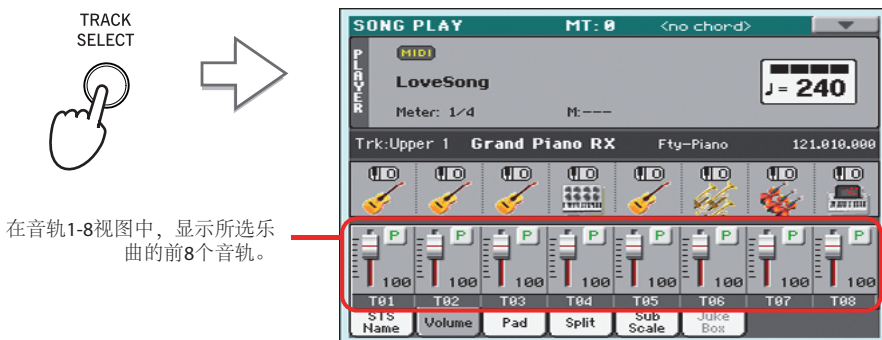 TRACK
SELECT
SONG PLAY MT: 0 <no chord>
PLAYER
MIDI
LoveSong
♩ = 240
Meter: 1/4 M:---
Trk:Upper 1 Grand Piano RX Fty-Piano 121.010.000
在音轨1-8视图中，显示所选乐
曲的前8个音轨。
P P P P P P P P
100 100 100 100 100 100 100 100
T01 T02 T03 T04 T05 T06 T07 T08
STS
Name
Volume
Pad
Split
Sub
Scale
Juke
Box